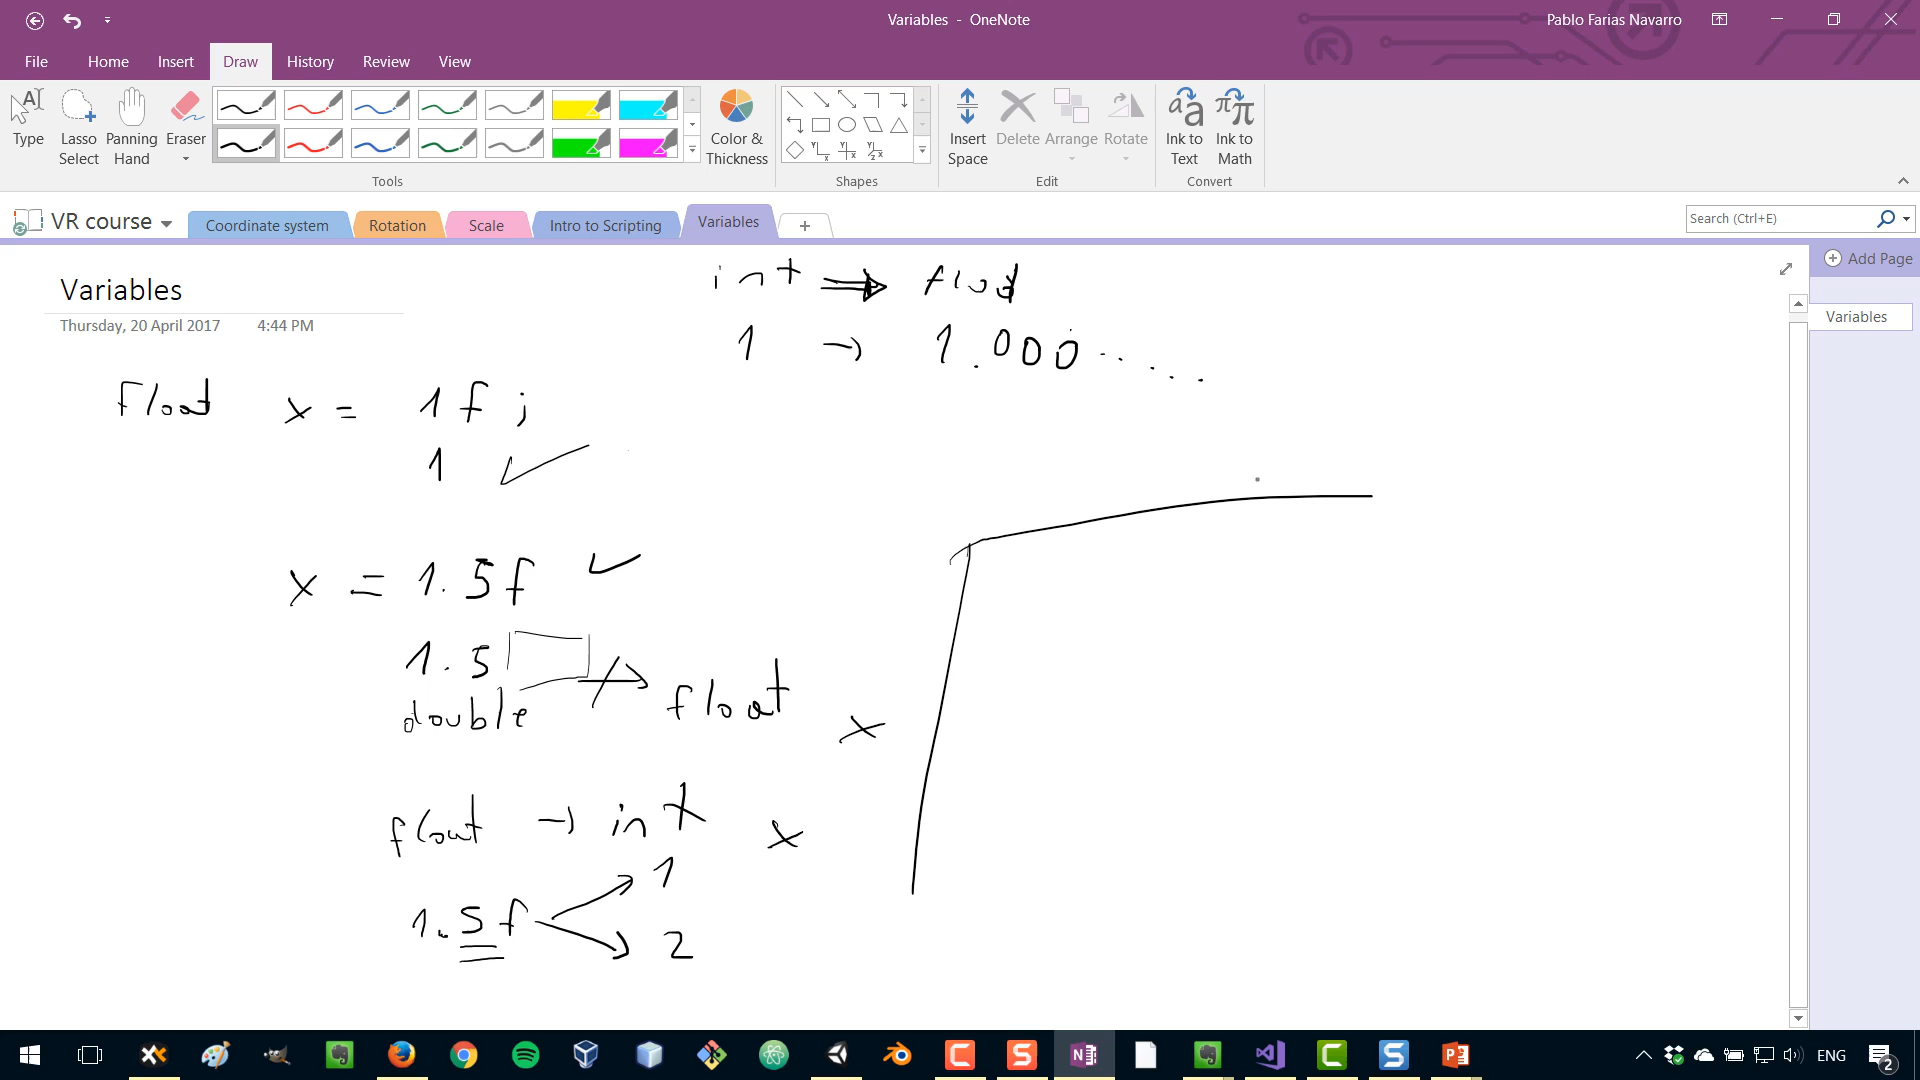 Variables - OneNote
Pablo Farias Navarro
File Home Insert Draw History Review View
Type
Lasso Select
Panning Hand
Eraser
Color & Thickness
Insert Space
Delete
Arrange
Rotate
Ink to Text
Ink to Math
Tools
Shapes
Edit
Convert
VR course
Coordinate system
Rotation
Scale
Intro to Scripting
Variables
+
Search (Ctrl+E)
Add Page
Variables
Variables
Thursday, 20 April 2017 4:44 PM
int ⇒ float
1 → 1.000.....
Float x = 1f;
1 ✓
x = 1.5f ✓
1.5
double → float x
float → int x
1.5f
1
2
ENG
2